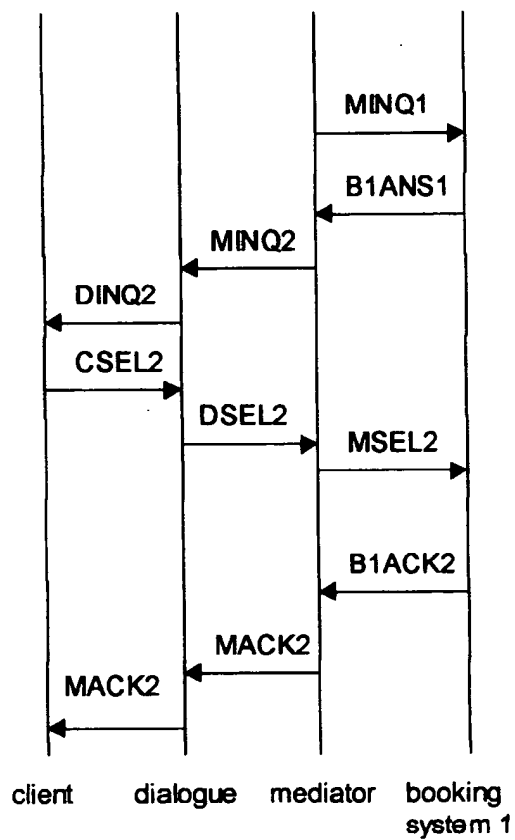 MINQ1
B1ANS1
MINQ2
DINQ2
CSEL2
DSEL2
MSEL2
B1ACK2
MACK2
MACK2
client dialogue mediator booking
system 1